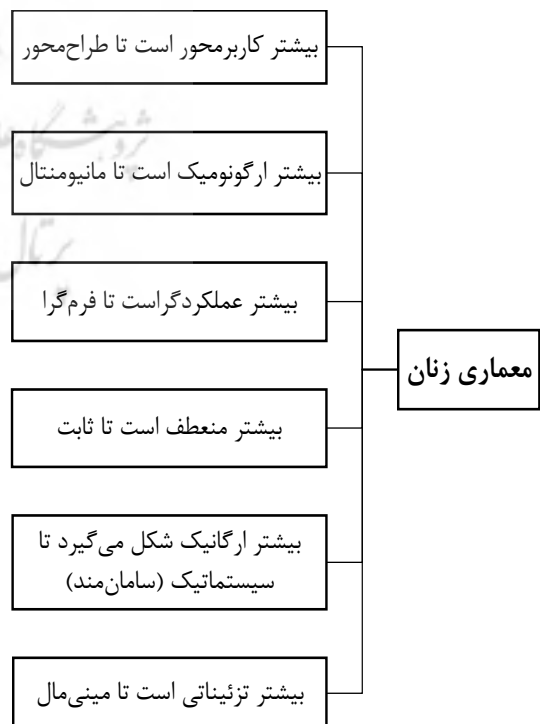 معماری زنان
بیشتر کاربرمحور است تا طراح‌محور
بیشتر ارگونومیک است تا مانیومنتال
بیشتر عملکردگراست تا فرم‌گرا
بیشتر منعطف است تا ثابت
بیشتر ارگانیک شکل می‌گیرد تا
سیستماتیک (سامان‌مند)
بیشتر تزئیناتی است تا مینی‌مال
پژوهشگاه
پرتال